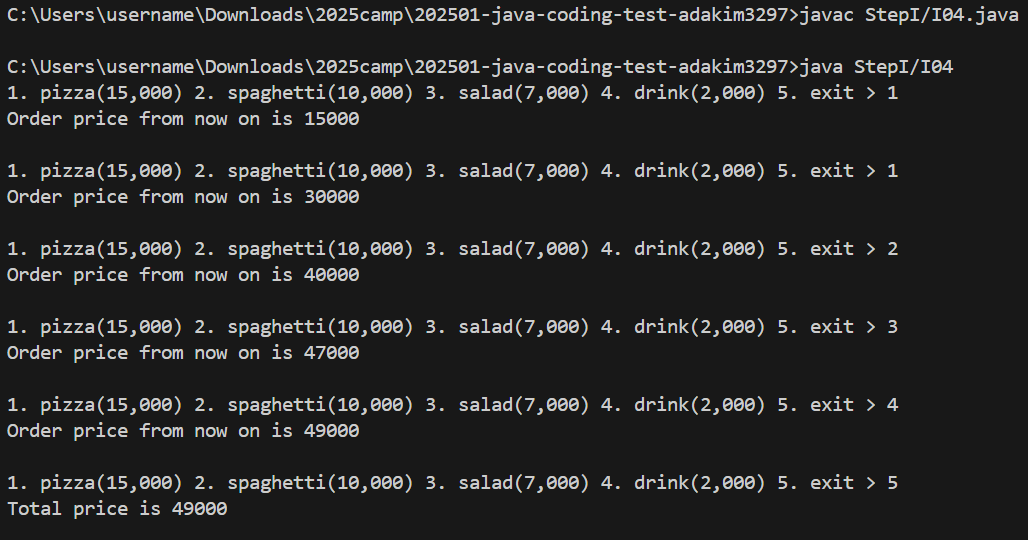 C:\Users\username\Downloads\2025camp\202501-java-coding-test-adakim3297>javac StepI/I04.java
C:\Users\username\Downloads\2025camp\202501-java-coding-test-adakim3297>java StepI/I04
1. pizza(15,000) 2. spaghetti(10,000) 3. salad(7,000) 4. drink(2,000) 5. exit > 1
Order price from now on is 15000
1. pizza(15,000) 2. spaghetti(10,000) 3. salad(7,000) 4. drink(2,000) 5. exit > 1
Order price from now on is 30000
1. pizza(15,000) 2. spaghetti(10,000) 3. salad(7,000) 4. drink(2,000) 5. exit > 2
Order price from now on is 40000
1. pizza(15,000) 2. spaghetti(10,000) 3. salad(7,000) 4. drink(2,000) 5. exit > 3
Order price from now on is 47000
1. pizza(15,000) 2. spaghetti(10,000) 3. salad(7,000) 4. drink(2,000) 5. exit > 4
Order price from now on is 49000
1. pizza(15,000) 2. spaghetti(10,000) 3. salad(7,000) 4. drink(2,000) 5. exit > 5
Total price is 49000